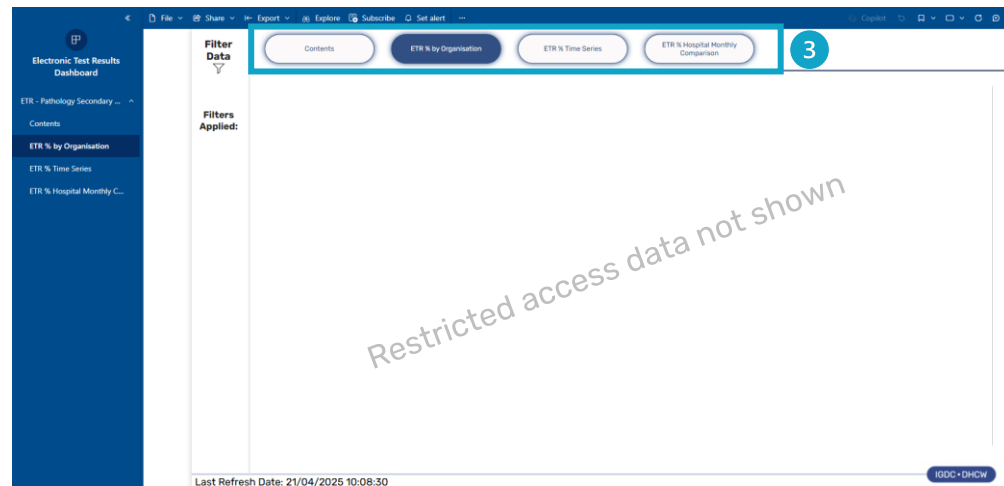 File
Share
Export
Explore
Subscribe
Set alert
Copilot
Electronic Test Results
Dashboard
ETR - Pathology Secondary ...
Contents
ETR % by Organisation
ETR % Time Series
ETR % Hospital Monthly C...
Filter
Data
Filters
Applied:
Contents
ETR % by Organisation
ETR % Time Series
ETR % Hospital Monthly
Comparison
3
Restricted access data not shown
Last Refresh Date: 21/04/2025 10:08:30
IGDC•DHCW